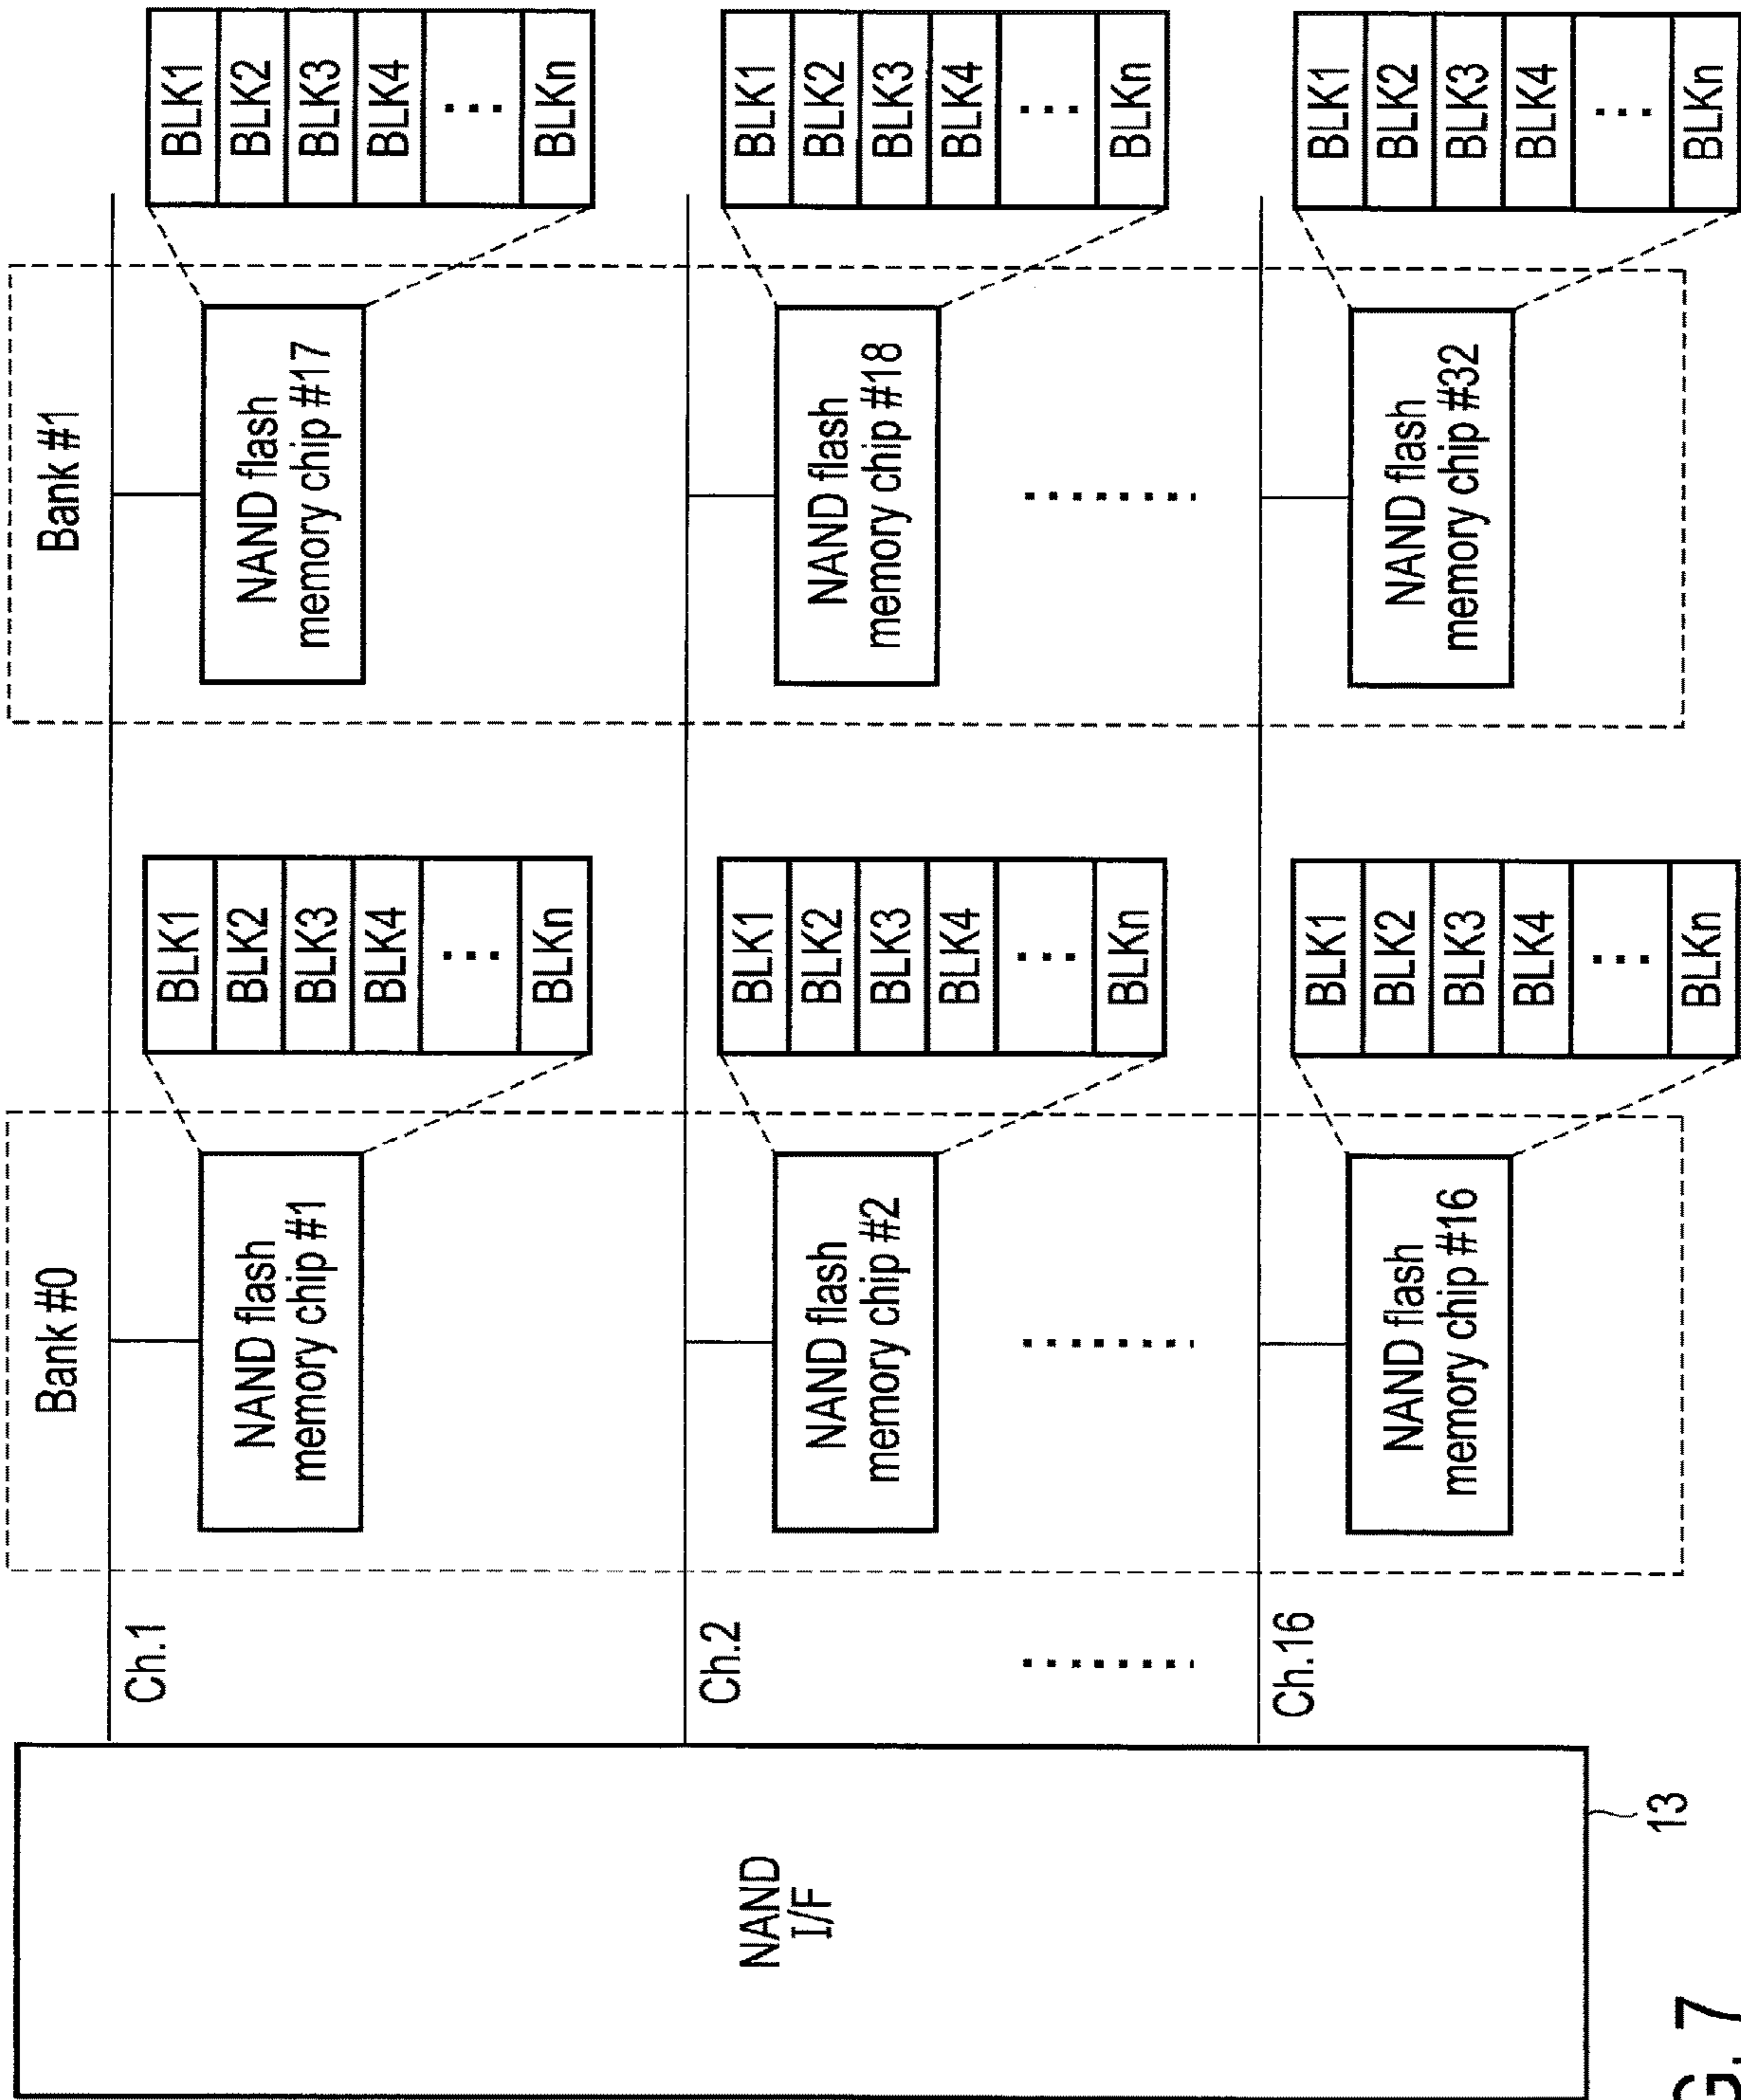 Bank #0
Bank #1
NAND
I/F
13
Ch.1
NAND flash
memory chip #1
BLK1
BLK2
BLK3
BLK4
...
BLKn
NAND flash
memory chip #17
BLK1
BLK2
BLK3
BLK4
...
BLKn
Ch.2
NAND flash
memory chip #2
BLK1
BLK2
BLK3
BLK4
...
BLKn
NAND flash
memory chip #18
BLK1
BLK2
BLK3
BLK4
...
BLKn
Ch.16
NAND flash
memory chip #16
BLK1
BLK2
BLK3
BLK4
...
BLKn
NAND flash
memory chip #32
BLK1
BLK2
BLK3
BLK4
...
BLKn
G. 7